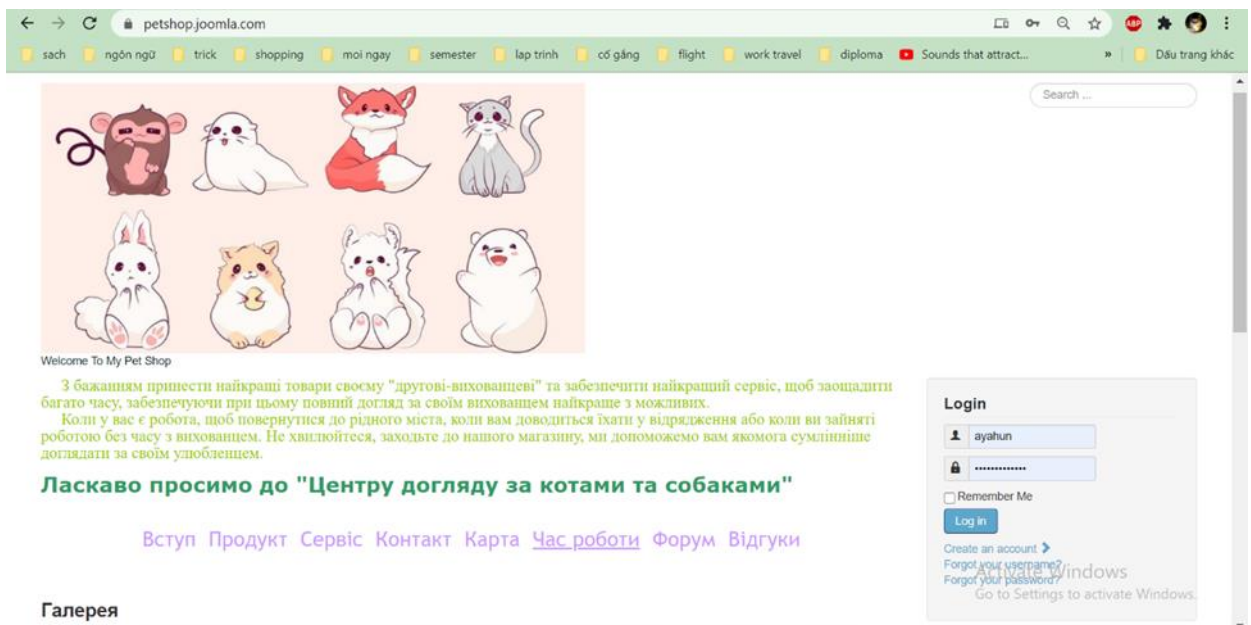 petshop.joomla.com
ABP
sach ngôn ngữ trick shopping moi ngay semester lap trinh cố gắng flight work travel diploma Sounds that attract... » Dấu trang khác
Search ...
Welcome To My Pet Shop
З бажанням принести найкращі товари своєму "другові-вихованцеві" та забезпечити найкращий сервіс, щоб заощадити
багато часу, забезпечуючи при цьому повний догляд за своїм вихованцем найкраще з можливих.
Коли у вас є робота, щоб повернутися до рідного міста, коли вам доводиться їхати у відрядження або коли ви зайняті
роботою без часу з вихованцем. Не хвилюйтеся, заходьте до нашого магазину, ми допоможемо вам якомога сумлінніше
доглядати за своїм улюбленцем.
Ласкаво просимо до "Центру догляду за котами та собаками"
Вступ Продукт Сервіс Контакт Карта Час роботи Форум Відгуки
Галерея
Login
ayahun
•••••••••••••
Remember Me
Log in
Create an account
Forgot your username?
Forgot your password?
Activate Windows
Go to Settings to activate Windows.